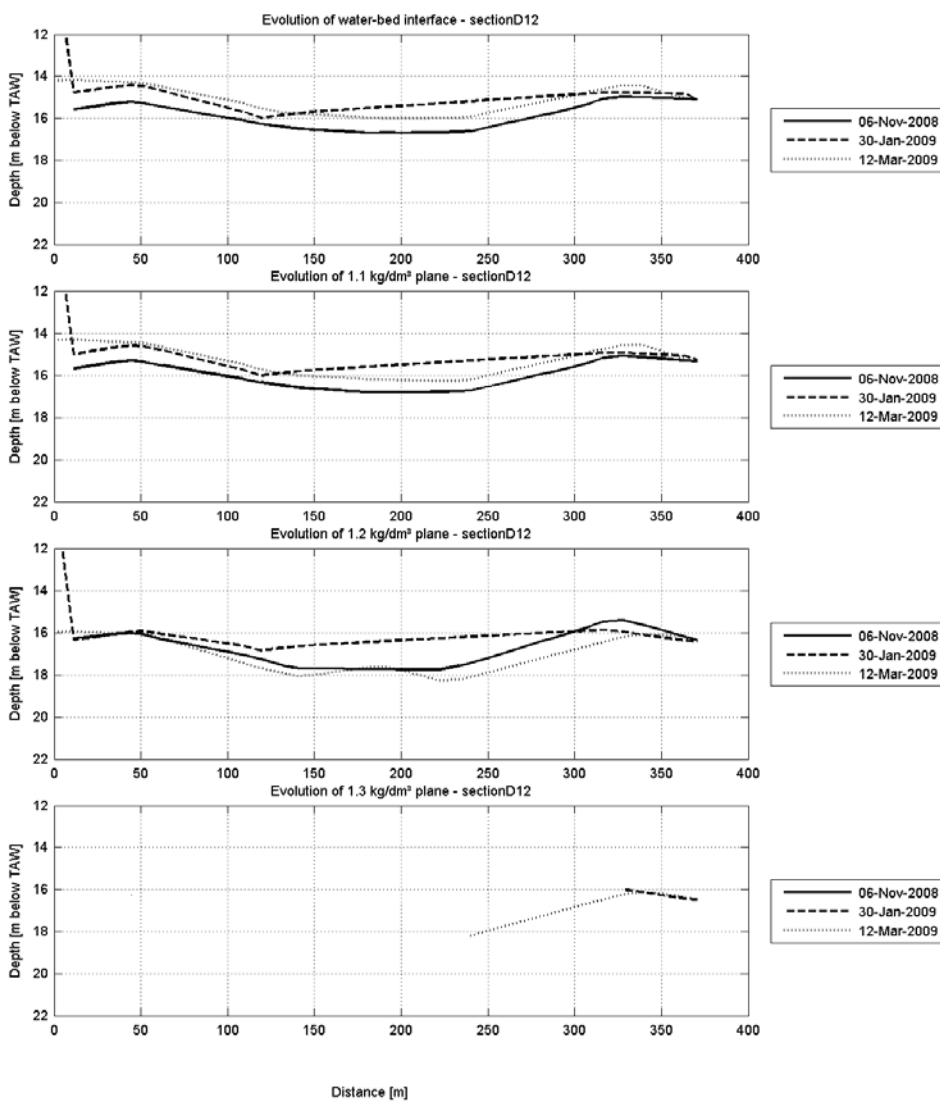 Evolution of water-bed interface - sectionD12
12
14
16
18
20
22
Depth [m below TAW]
0 50 100 150 200 250 300 350 400
06-Nov-2008
30-Jan-2009
12-Mar-2009
Evolution of 1.1 kg/dm³ plane - sectionD12
12
14
16
18
20
22
Depth [m below TAW]
0 50 100 150 200 250 300 350 400
06-Nov-2008
30-Jan-2009
12-Mar-2009
Evolution of 1.2 kg/dm³ plane - sectionD12
12
14
16
18
20
22
Depth [m below TAW]
0 50 100 150 200 250 300 350 400
06-Nov-2008
30-Jan-2009
12-Mar-2009
Evolution of 1.3 kg/dm³ plane - sectionD12
12
14
16
18
20
22
Depth [m below TAW]
0 50 100 150 200 250 300 350 400
06-Nov-2008
30-Jan-2009
12-Mar-2009
Distance [m]